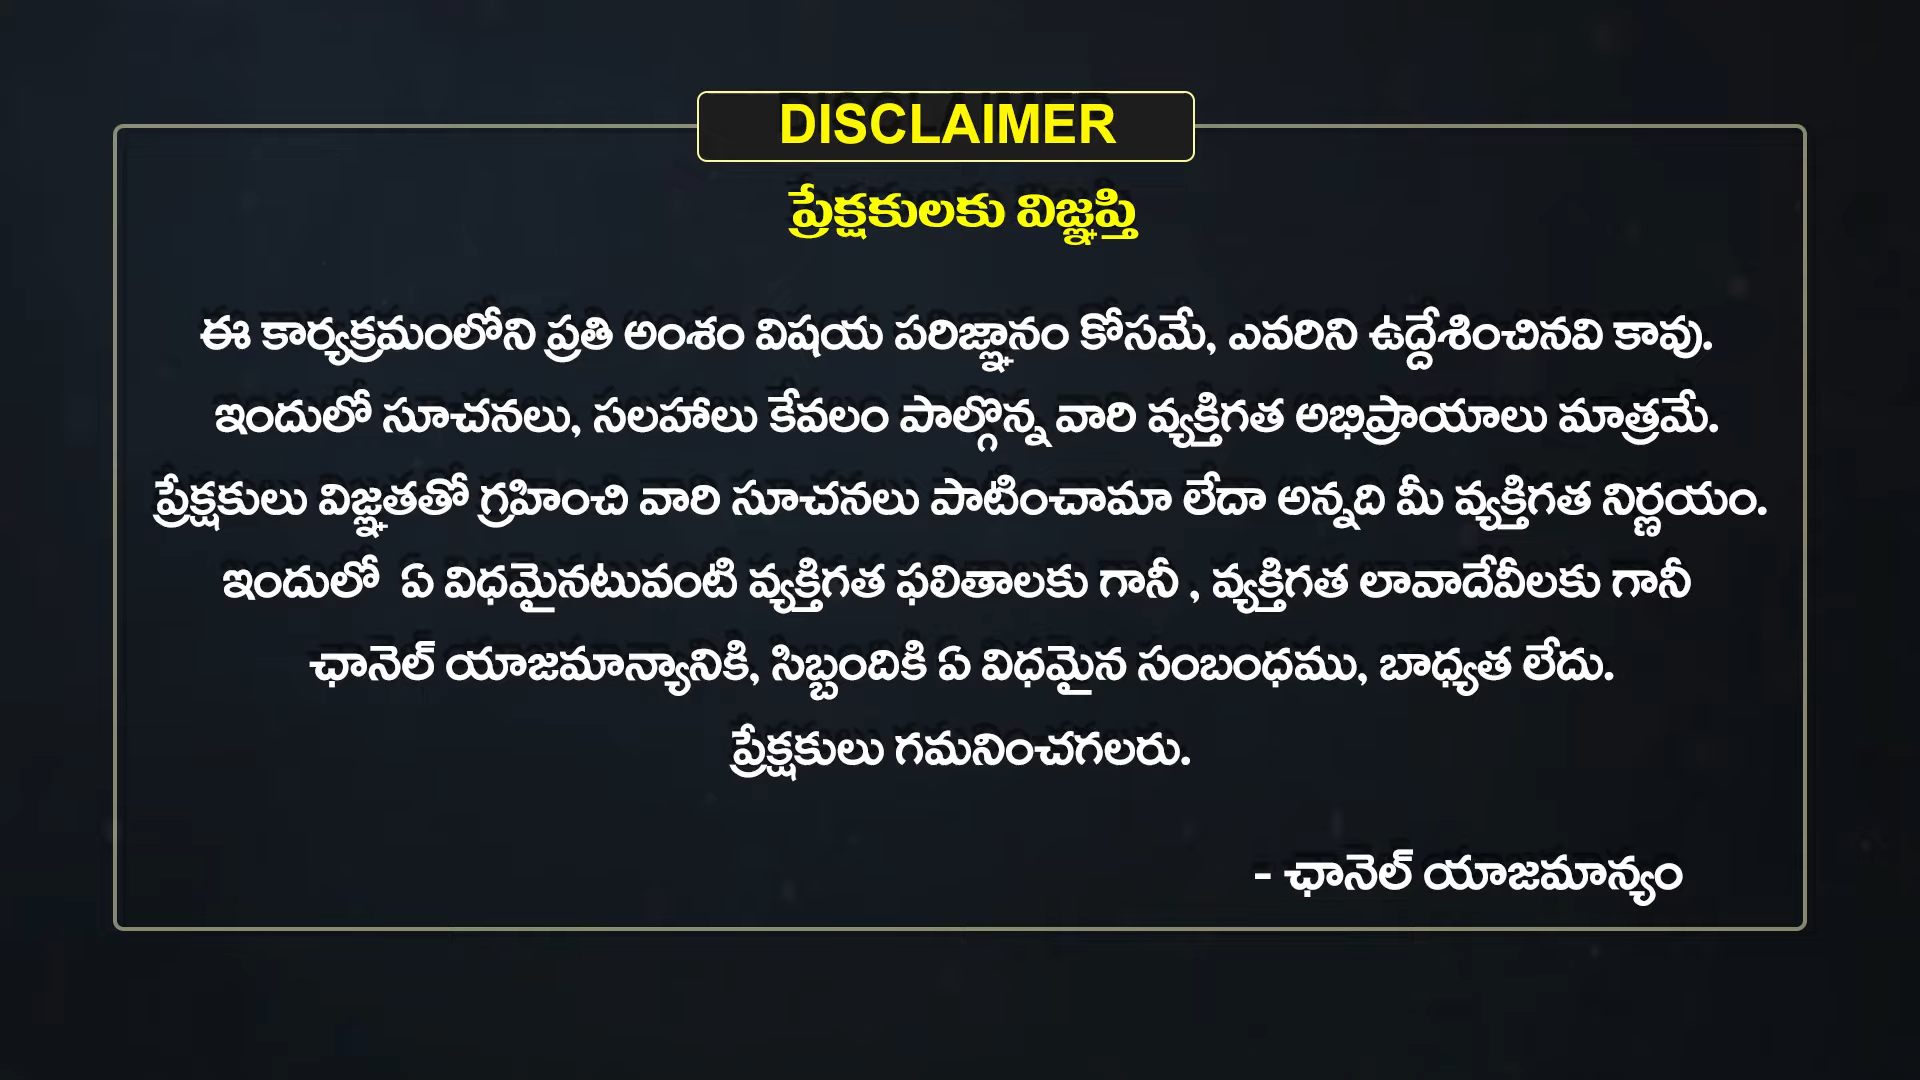 DISCLAIMER
ప్రేక్షకులకు విజ్ఞప్తి
ఈ కార్యక్రమంలోని ప్రతి అంశం విషయ పరిజ్ఞానం కోసమే, ఎవరిని ఉద్దేశించినవి కావు.
ఇందులో సూచనలు, సలహాలు కేవలం పాల్గొన్న వారి వ్యక్తిగత అభిప్రాయాలు మాత్రమే.
ప్రేక్షకులు విజ్ఞతతో గ్రహించి వారి సూచనలు పాటించామా లేదా అన్నది మీ వ్యక్తిగత నిర్ణయం.
ఇందులో ఏ విధమైనటువంటి వ్యక్తిగత ఫలితాలకు గానీ , వ్యక్తిగత లావాదేవీలకు గానీ
ఛానెల్ యాజమాన్యానికి, సిబ్బందికి ఏ విధమైన సంబంధము, బాధ్యత లేదు.
ప్రేక్షకులు గమనించగలరు.
- ఛానెల్ యాజమాన్యం